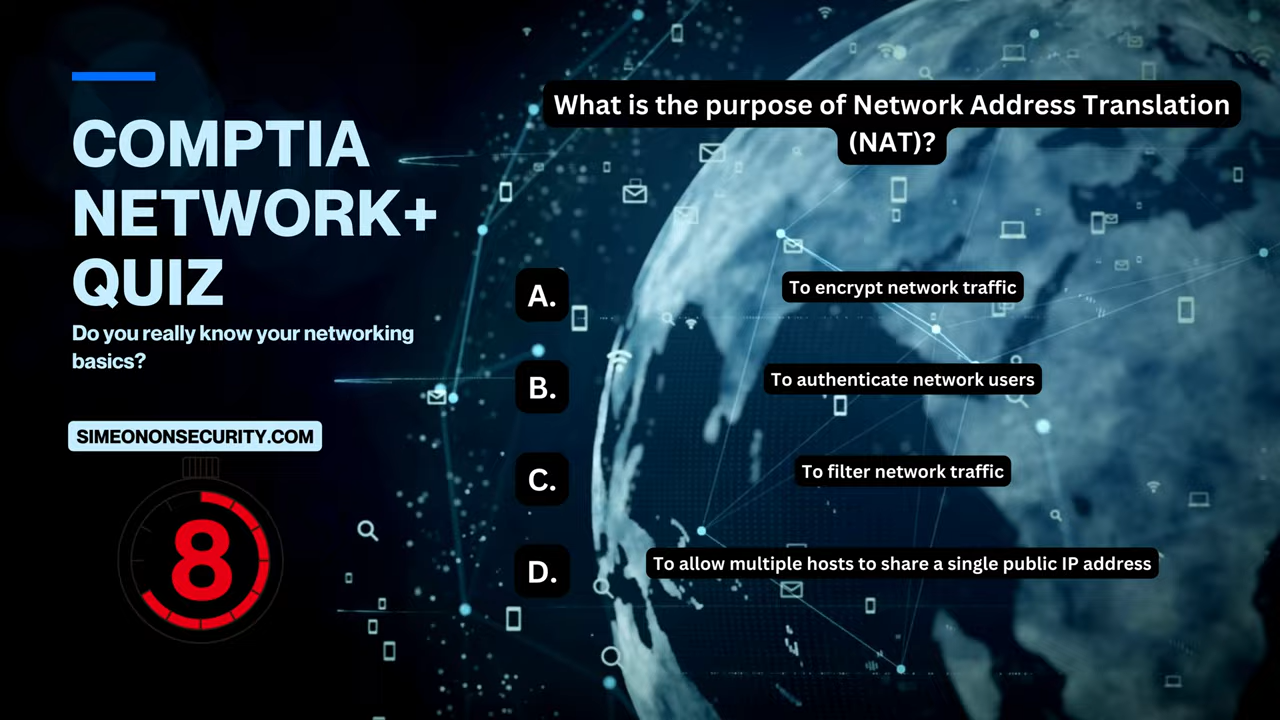 COMPTIA
NETWORK+
QUIZ
Do you really know your networking
basics?
SIMEONONSECURITY.COM
8
What is the purpose of Network Address Translation
(NAT)?
A. To encrypt network traffic
B. To authenticate network users
C. To filter network traffic
D. To allow multiple hosts to share a single public IP address